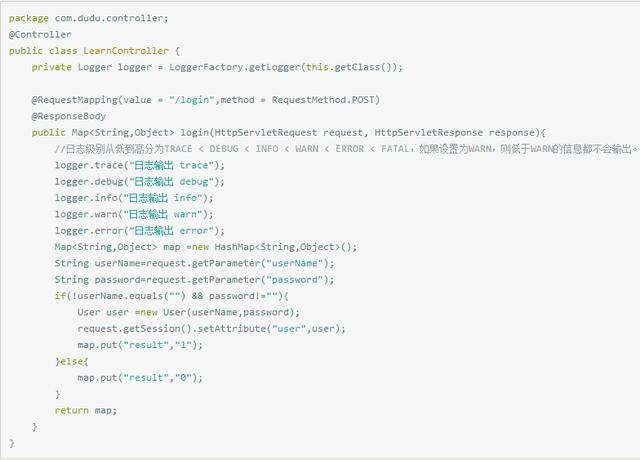 package com.dudu.controller;
@Controller
public class LearnController {
    private Logger logger = LoggerFactory.getLogger(this.getClass());

    @RequestMapping(value = "/login",method = RequestMethod.POST)
    @ResponseBody
    public Map<String,Object> login(HttpServletRequest request, HttpServletResponse response){
        //日志级别从低到高分为TRACE < DEBUG < INFO < WARN < ERROR < FATAL，如果设置为WARN，则低于WARN的信息都不会输出。
        logger.trace("日志输出 trace");
        logger.debug("日志输出 debug");
        logger.info("日志输出 info");
        logger.warn("日志输出 warn");
        logger.error("日志输出 error");
        Map<String,Object> map =new HashMap<String,Object>();
        String userName=request.getParameter("userName");
        String password=request.getParameter("password");
        if(!userName.equals("") && password!=""){
            User user =new User(userName,password);
            request.getSession().setAttribute("user",user);
            map.put("result","1");
        }else{
            map.put("result","0");
        }
        return map;
    }
}